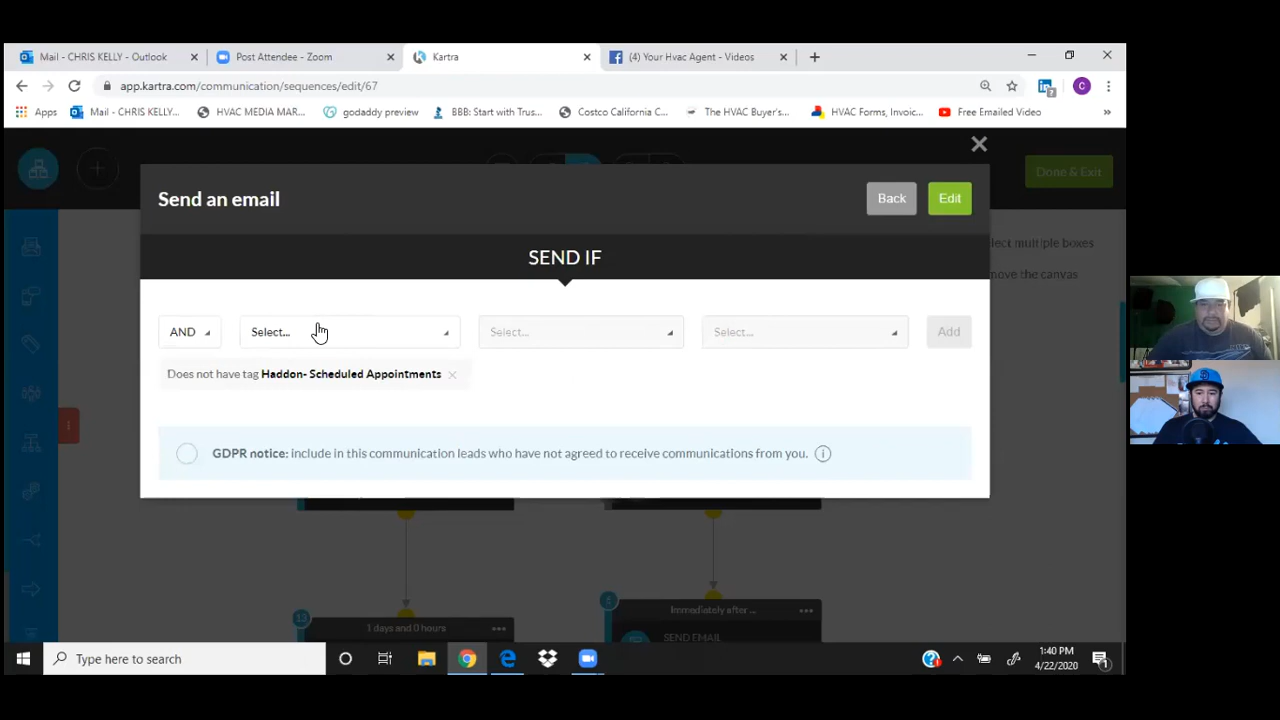 Mail - CHRIS KELLY - Outlook
Post Attendee - Zoom
Kartra
(4) Your Hvac Agent - Videos
app.kartra.com/communication/sequences/edit/67
Apps
Mail - CHRIS KELLY...
HVAC MEDIA MAR...
godaddy preview
BBB: Start with Trus...
Costco California C...
The HVAC Buyer's...
HVAC Forms, Invoic...
Free Emailed Video
»
C
Done & Exit
Send an email
Back
Edit
lect multiple boxes
SEND IF
move the canvas
AND
Select...
Select...
Select...
Add
Does not have tag Haddon- Scheduled Appointments
1
GDPR notice: include in this communication leads who have not agreed to receive communications from you.
i
13
1 days and 0 hours
6
Immediately after ...
SEND EMAIL
Type here to search
1:40 PM
4/22/2020